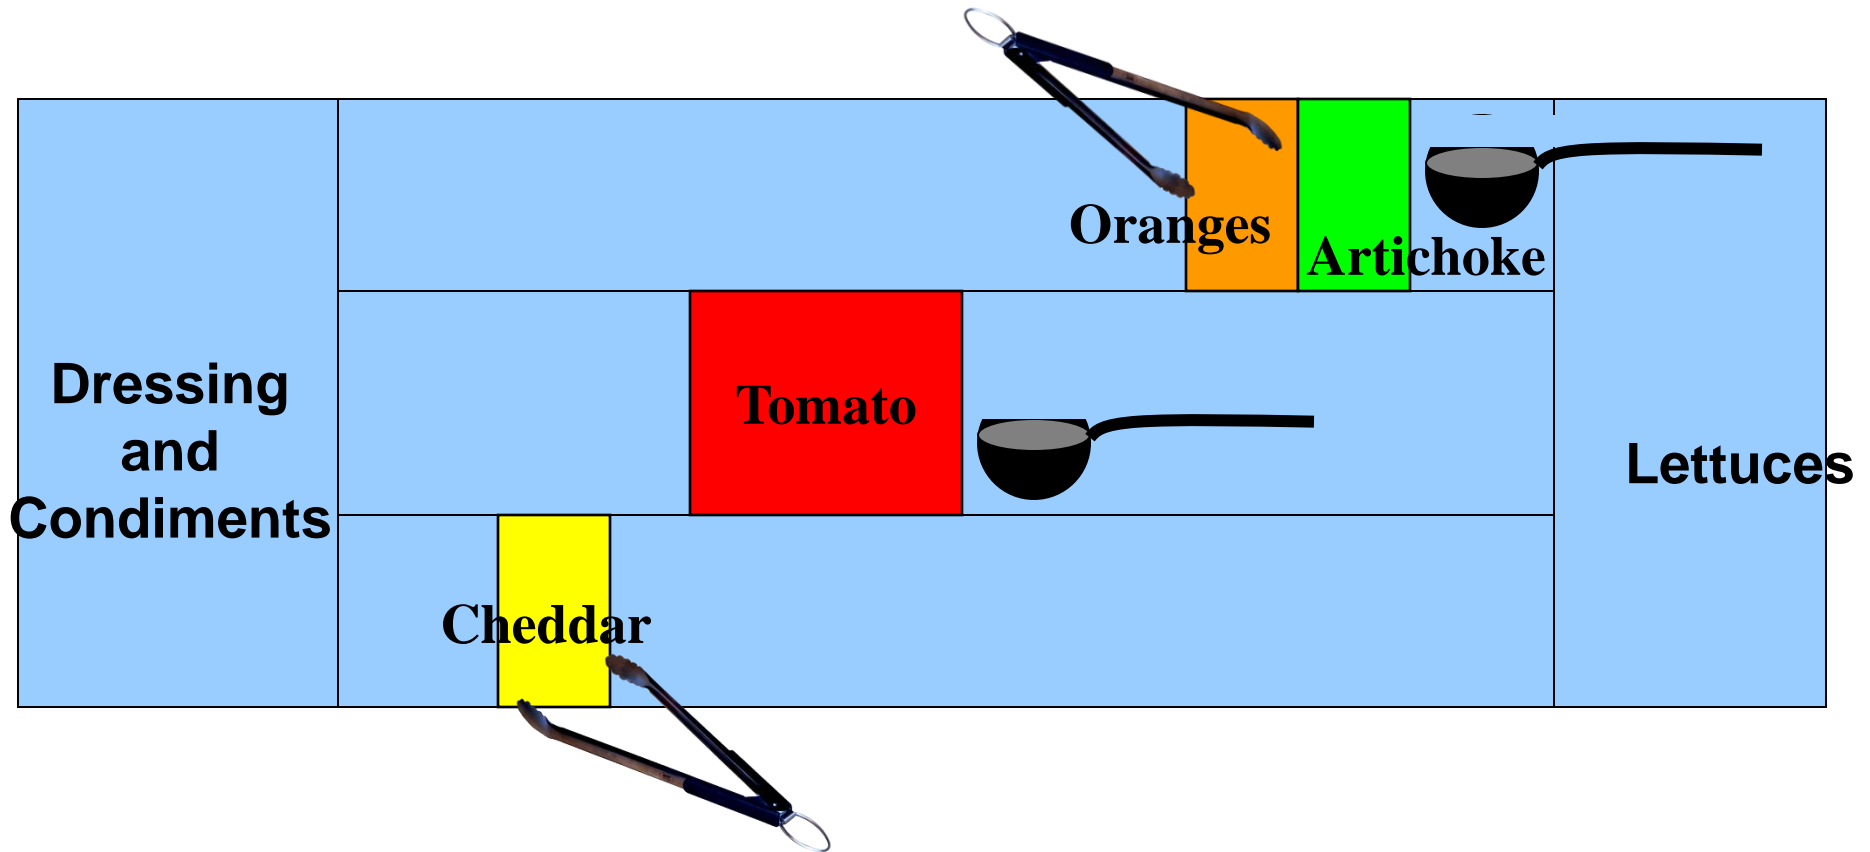 Oranges
Artichoke
Dressing
and
Condiments
Tomato
Lettuces
Cheddar